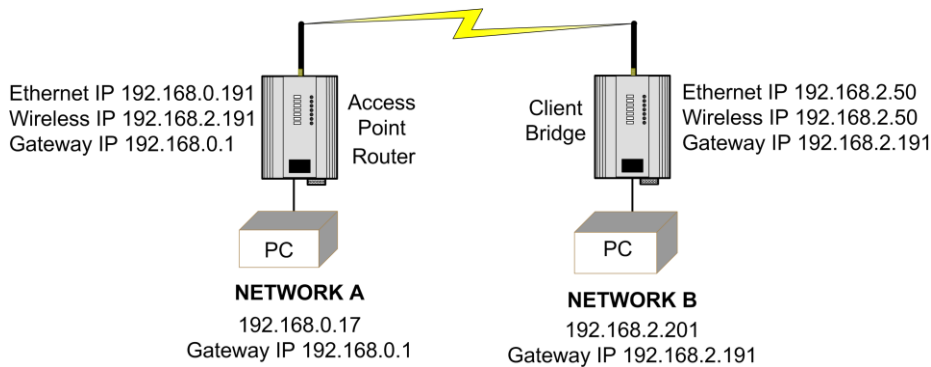 Ethernet IP 192.168.0.191
Wireless IP 192.168.2.191
Gateway IP 192.168.0.1
Access
Point
Router
Client
Bridge
Ethernet IP 192.168.2.50
Wireless IP 192.168.2.50
Gateway IP 192.168.2.191
PC
PC
NETWORK A
192.168.0.17
Gateway IP 192.168.0.1
NETWORK B
192.168.2.201
Gateway IP 192.168.2.191